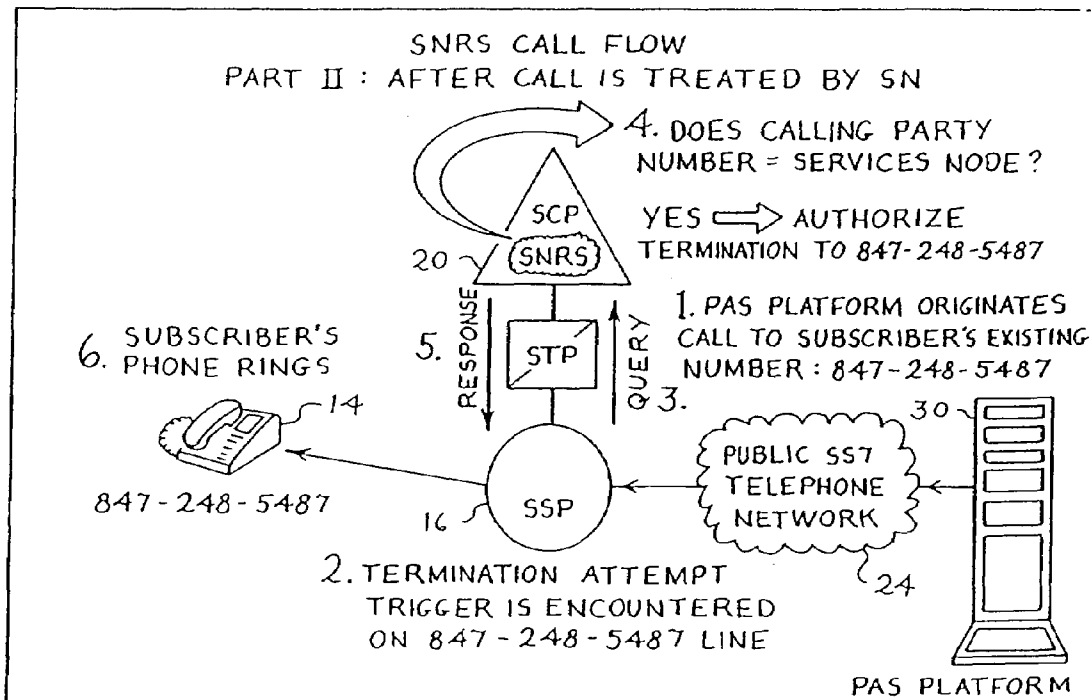 SNRS CALL FLOW
PART II : AFTER CALL IS TREATED BY SN
4. DOES CALLING PARTY
NUMBER = SERVICES NODE?
SCP
SNRS
20
YES ⇒ AUTHORIZE
TERMINATION TO 847-248-5487
1. PAS PLATFORM ORIGINATES
CALL TO SUBSCRIBER'S EXISTING
NUMBER : 847-248-5487
5. RESPONSE
STP
QUERY 3.
6. SUBSCRIBER'S
PHONE RINGS
14
847-248-5487
SSP
16
PUBLIC SS7
TELEPHONE
NETWORK
24
30
2. TERMINATION ATTEMPT
TRIGGER IS ENCOUNTERED
ON 847-248-5487 LINE
PAS PLATFORM